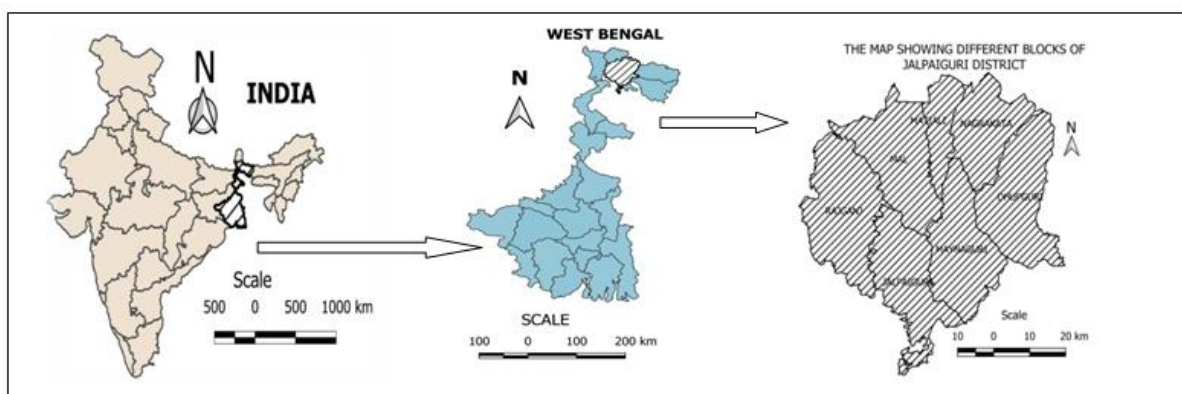 N
INDIA
Scale
500 0 500 1000 km
WEST BENGAL
N
SCALE
100 0 100 200 km
THE MAP SHOWING DIFFERENT BLOCKS OF
JALPAIGURI DISTRICT
N
MATIALI
NAGRAKATA
MAL
DHUPGURI
RAJGANJ
MAYNAGURI
JALPAIGURI
Scale
10 0 10 20 km